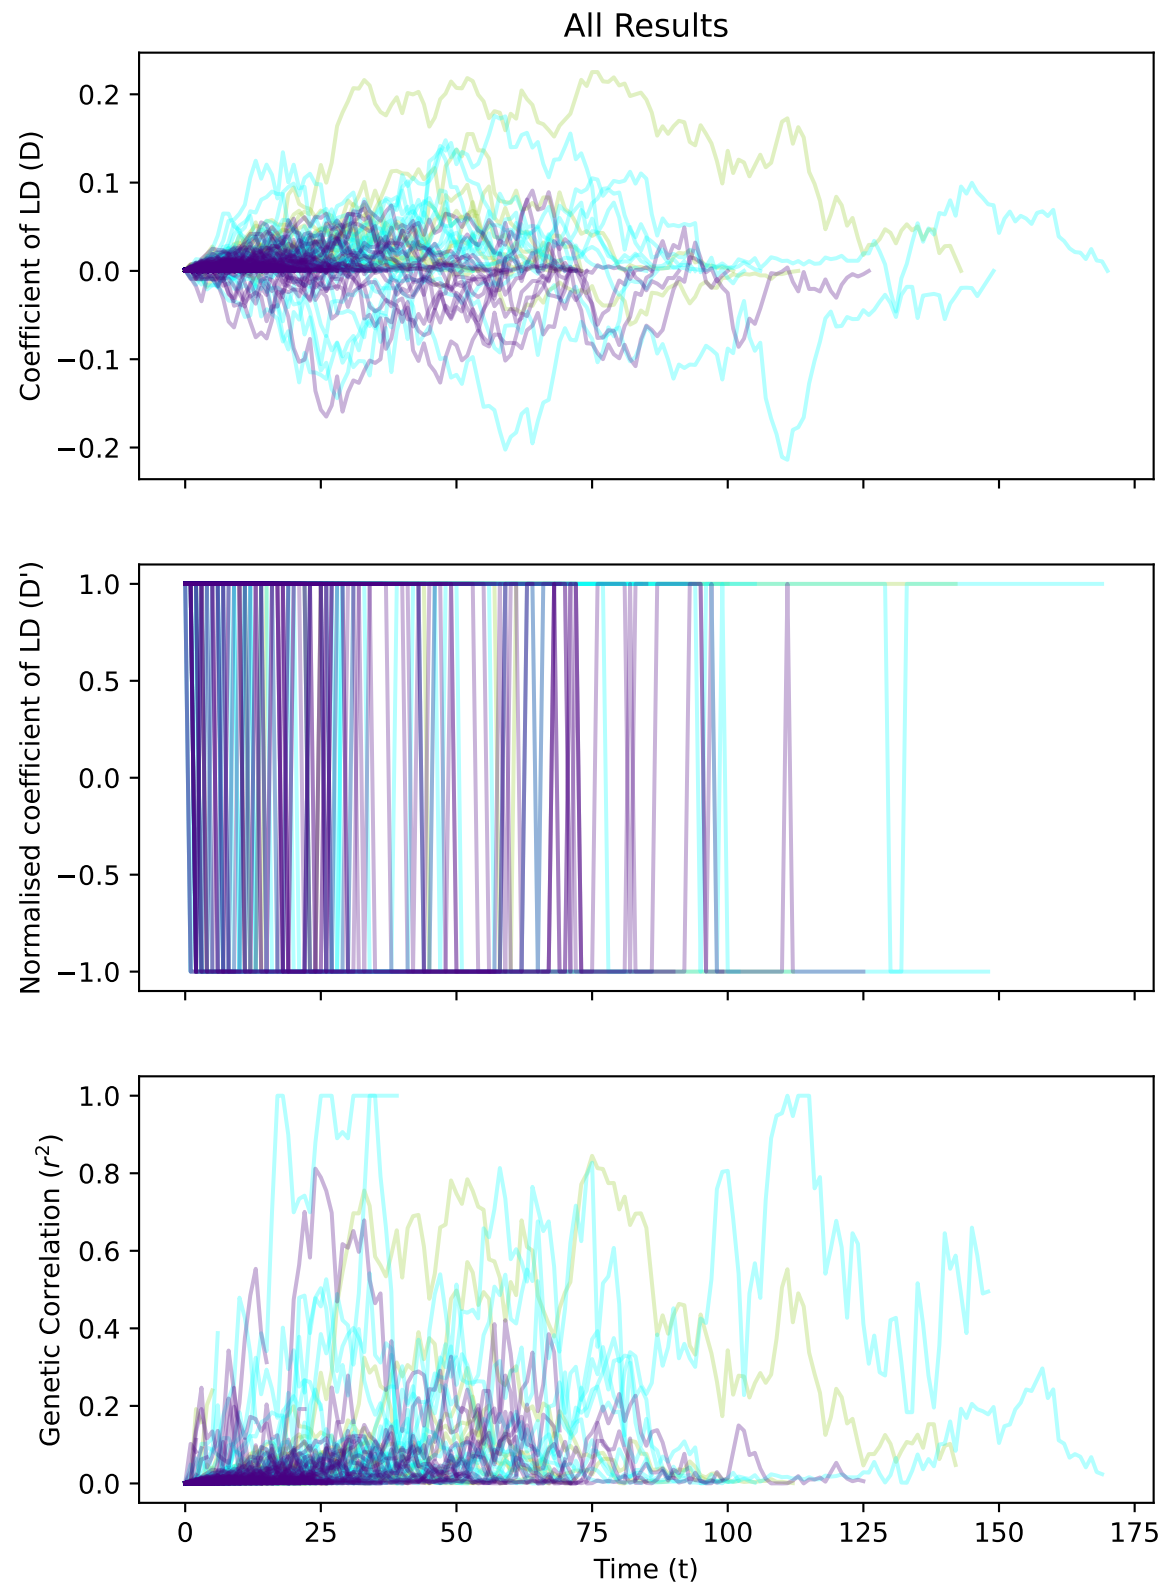 All Results
Coefficient of LD (D)
0.2
0.1
0.0
−0.1
−0.2
Normalised coefficient of LD (D')
1.0
0.5
0.0
−0.5
−1.0
Genetic Correlation (r²)
1.0
0.8
0.6
0.4
0.2
0.0
0 25 50 75 100 125 150 175
Time (t)